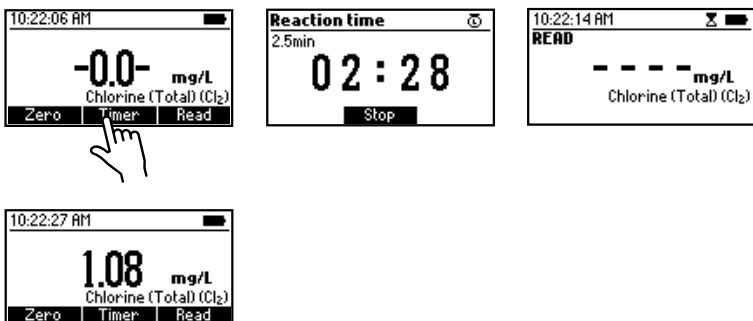 10:22:06 AM
-0.0- mg/L
Chlorine (Total) (Cl₂)
Zero Timer Read
Reaction time
2.5min
02:28
Stop
10:22:14 AM
READ
- - - - mg/L
Chlorine (Total) (Cl₂)
10:22:27 AM
1.08 mg/L
Chlorine (Total) (Cl₂)
Zero Timer Read